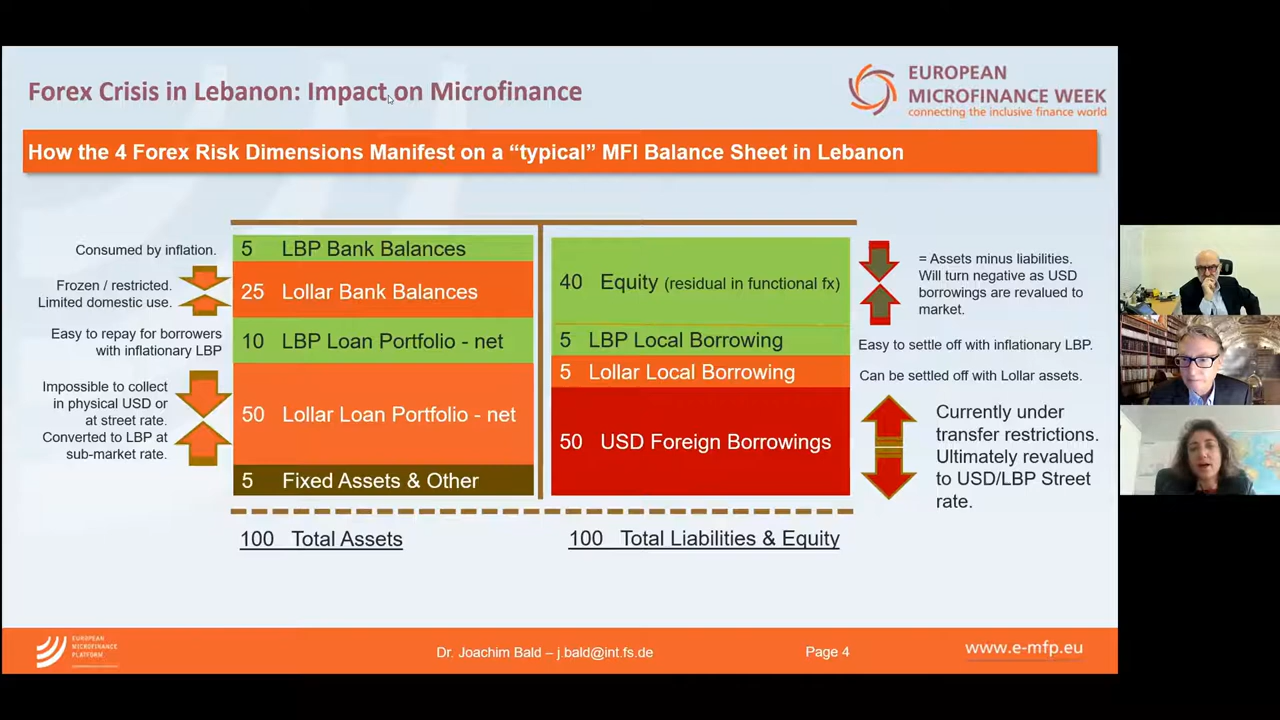 Forex Crisis in Lebanon: Impact on Microfinance
EUROPEAN
MICROFINANCE WEEK
connecting the inclusive finance world
How the 4 Forex Risk Dimensions Manifest on a “typical” MFI Balance Sheet in Lebanon
Consumed by inflation.
Frozen / restricted.
Limited domestic use.
Easy to repay for borrowers
with inflationary LBP
Impossible to collect
in physical USD or
at street rate.
Converted to LBP at
sub-market rate.
5 LBP Bank Balances
25 Lollar Bank Balances
10 LBP Loan Portfolio - net
50 Lollar Loan Portfolio - net
5 Fixed Assets & Other
100 Total Assets
40 Equity (residual in functional fx)
5 LBP Local Borrowing
5 Lollar Local Borrowing
50 USD Foreign Borrowings
100 Total Liabilities & Equity
= Assets minus liabilities.
Will turn negative as USD
borrowings are revalued to
market.
Easy to settle off with inflationary LBP.
Can be settled off with Lollar assets.
Currently under
transfer restrictions.
Ultimately revalued
to USD/LBP Street
rate.
EUROPEAN
MICROFINANCE
PLATFORM
Dr. Joachim Bald – j.bald@int.fs.de
Page 4
www.e-mfp.eu